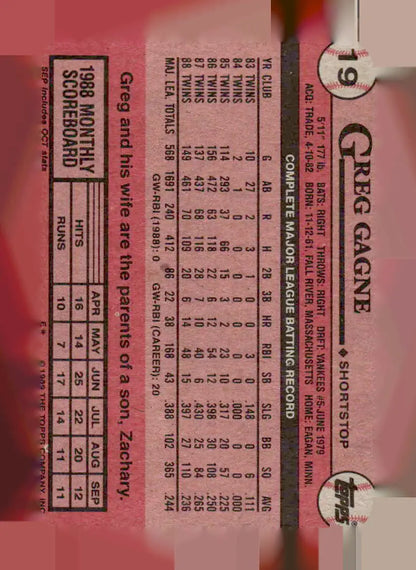 19
GREG GAGNE ◆ SHORTSTOP
topps
5'11" 177 lb. BATS: RIGHT THROWS: RIGHT DRFT: YANKEES #5-JUNE 1979
ACQ: TRADE, 4-10-82 BORN: 11-12-61, FALL RIVER, MASSACHUSETTS HOME: EAGAN, MINN.
COMPLETE MAJOR LEAGUE BATTING RECORD
YR CLUB G AB R H 2B 3B HR RBI SB SLG BB SO AVG
83 TWINS 10 27 2 3 1 0 0 3 0 .148 0 6 .111
84 TWINS 2 1 0 0 0 0 0 0 0 .000 0 0 .000
85 TWINS 114 293 37 66 15 3 2 23 10 .317 20 57 .225
86 TWINS 156 472 63 118 22 6 12 54 12 .398 30 108 .250
87 TWINS 137 437 68 116 28 7 10 40 6 .430 25 84 .265
88 TWINS 149 461 70 109 20 6 14 48 15 .397 27 110 .236
MAJ. LEA. TOTALS 568 1691 240 412 86 22 38 168 43 .388 102 365 .244
GW-RBI (1988): 0 GW-RBI (CAREER): 20
Greg and his wife are the parents of a son, Zachary.
1988 MONTHLY
SCOREBOARD
APR MAY JUN JUL AUG SEP
HITS 16 14 25 22 20 12
RUNS 10 7 17 14 11 11
SEP includes OCT stats
©1989 THE TOPPS COMPANY, INC